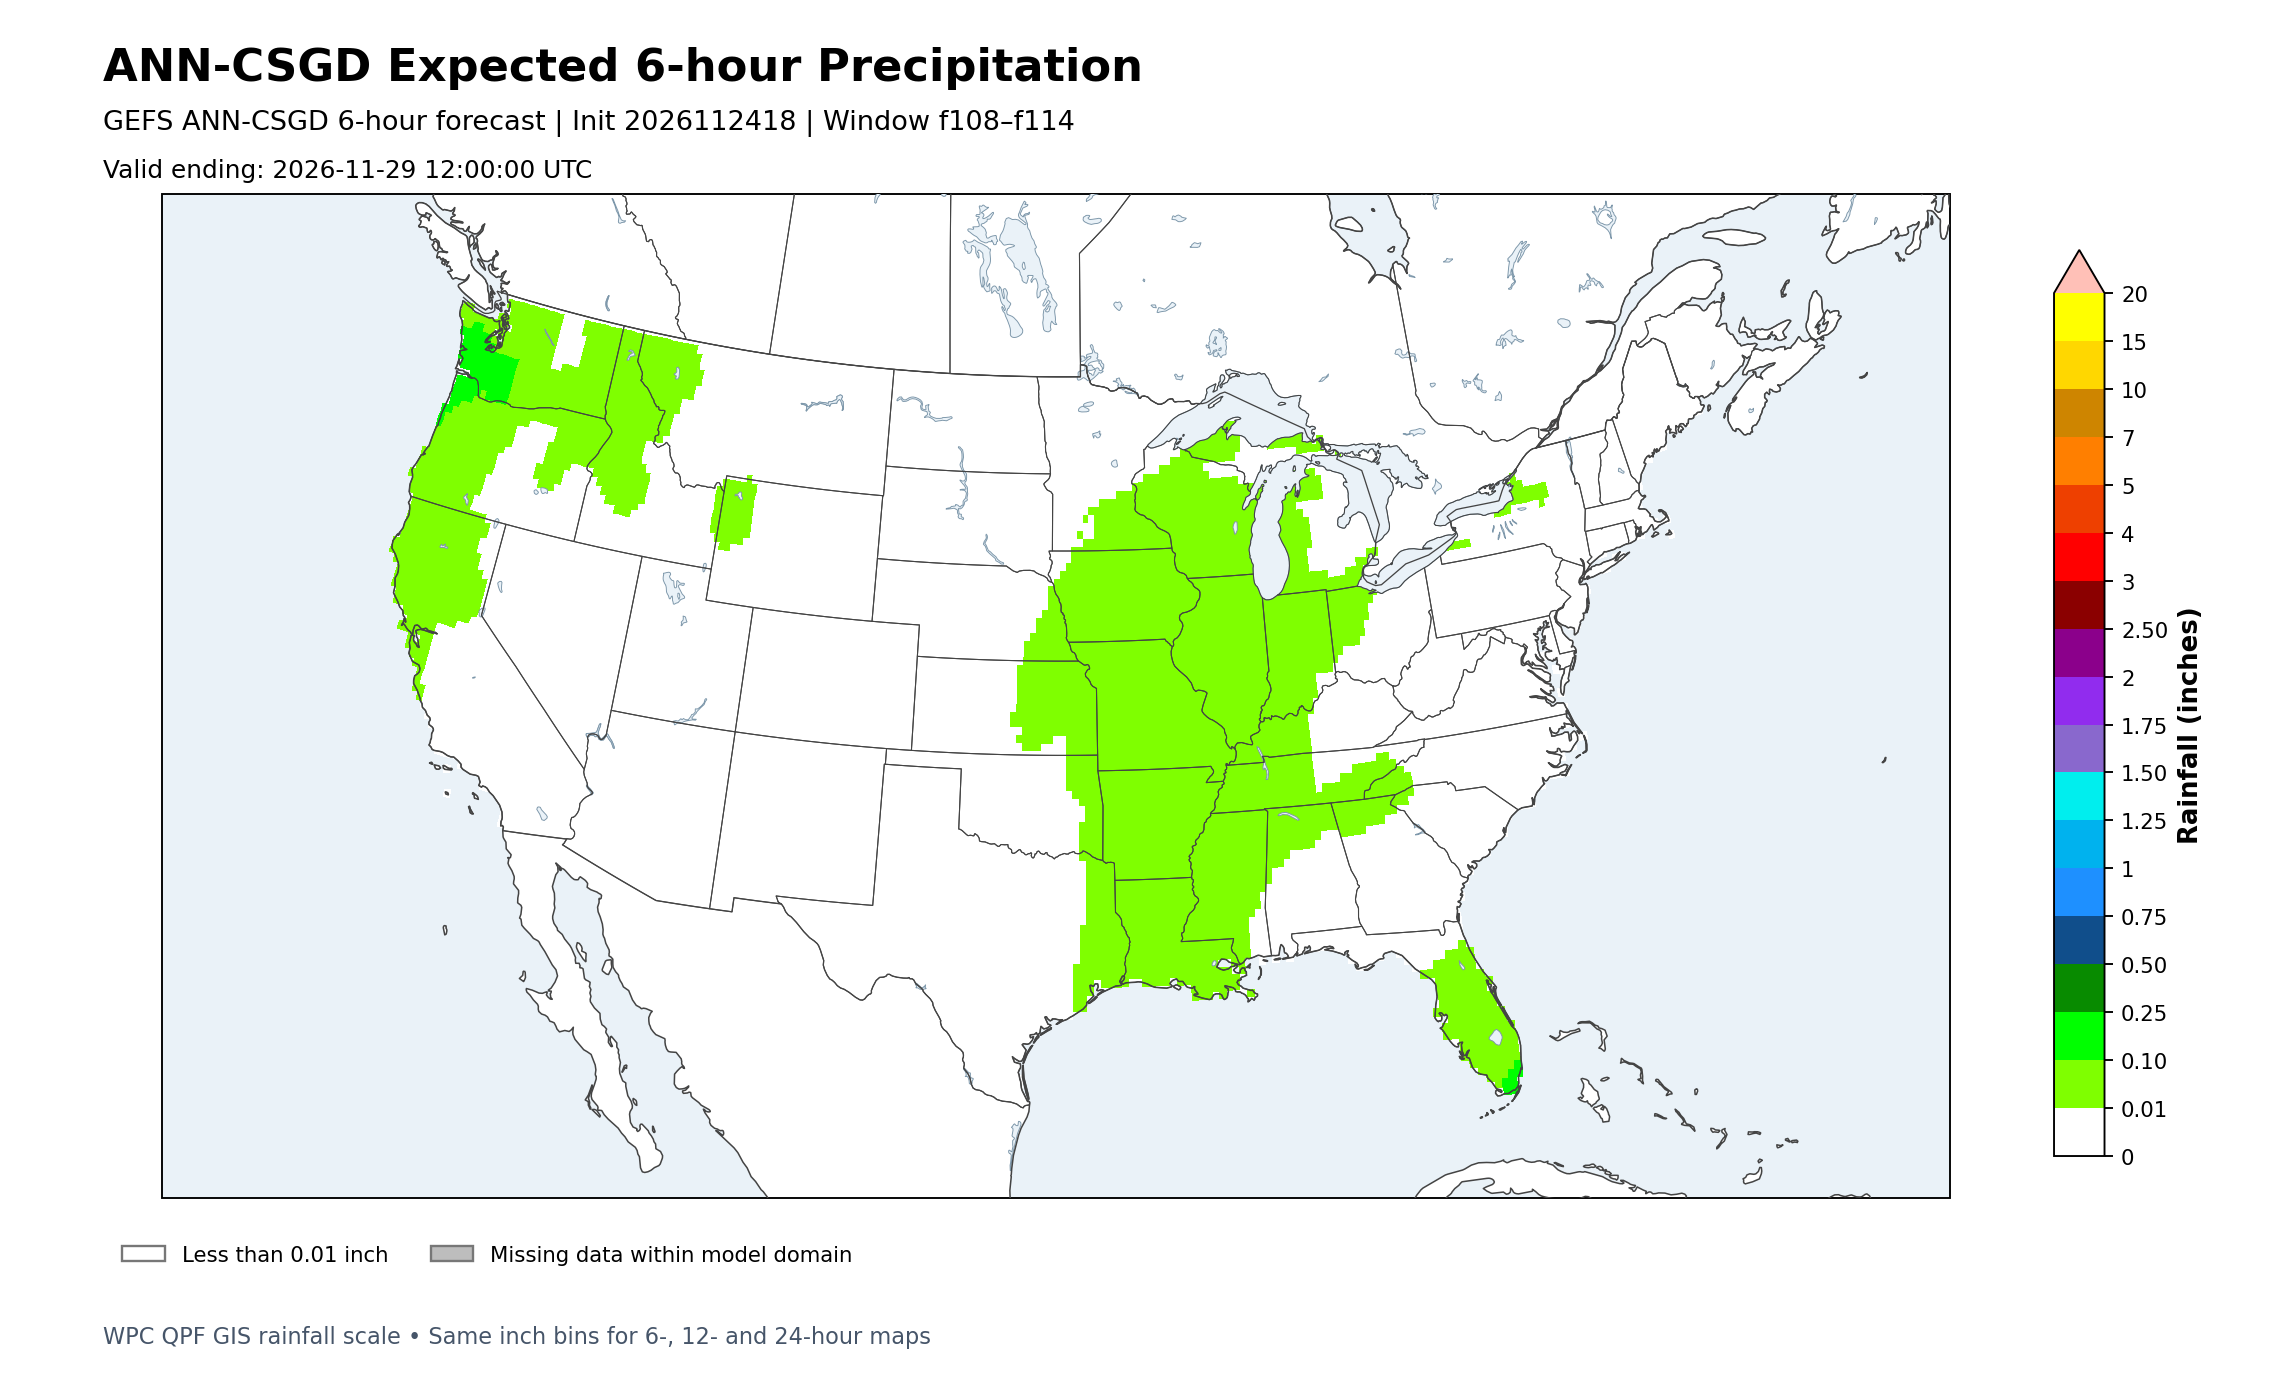 ANN-CSGD Expected 6-hour Precipitation
GEFS ANN-CSGD 6-hour forecast | Init 2026112418 | Window f108–f114
Valid ending: 2026-11-29 12:00:00 UTC
20
15
10
7
5
4
3
2.50
2
1.75
1.50
1.25
1
0.75
0.50
0.25
0.10
0.01
0
Rainfall (inches)
Less than 0.01 inch
Missing data within model domain
WPC QPF GIS rainfall scale • Same inch bins for 6-, 12- and 24-hour maps